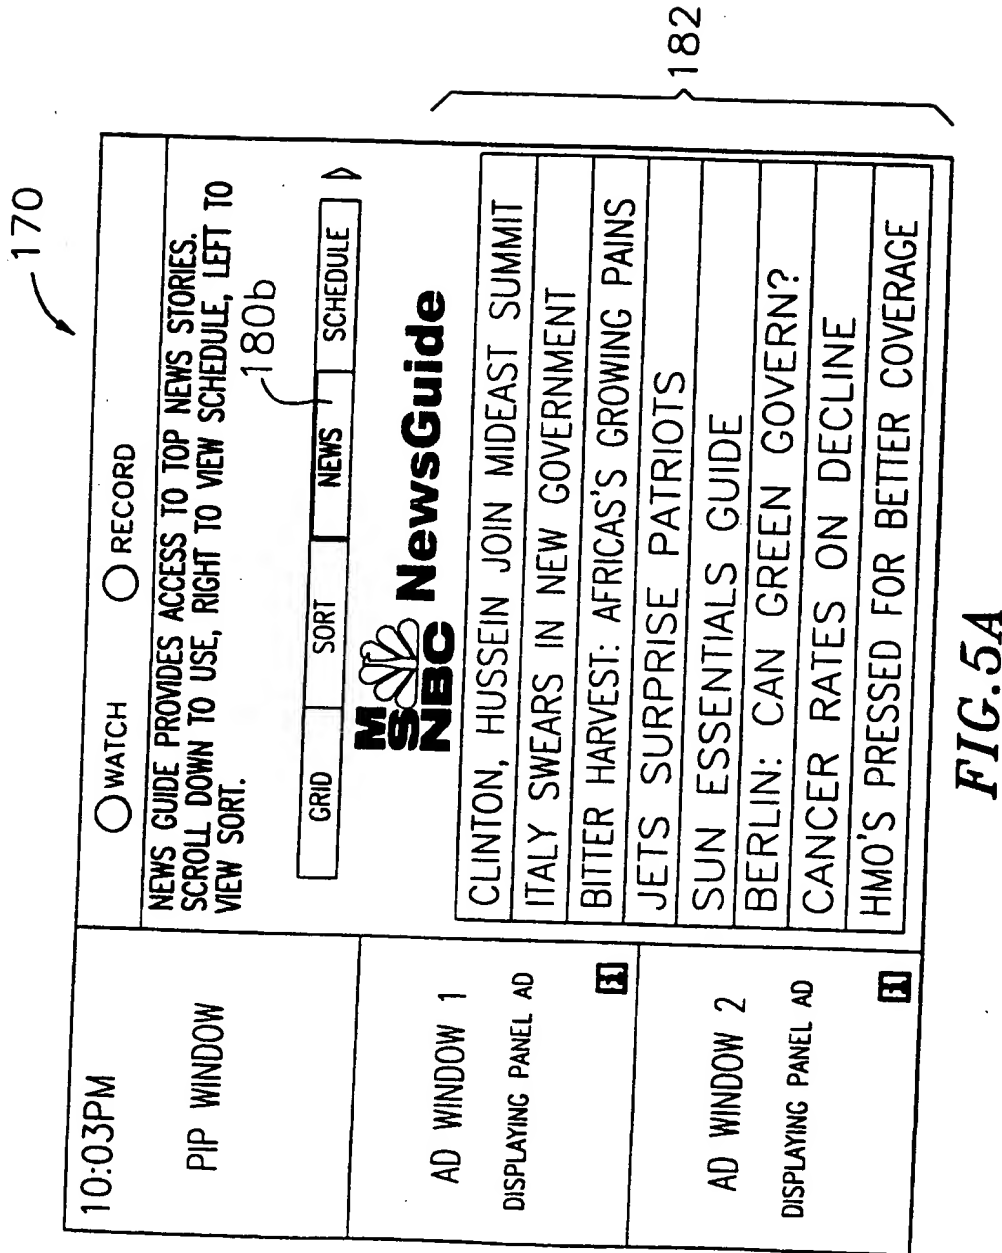 170
10:03PM
WATCH
RECORD
PIP WINDOW
NEWS GUIDE PROVIDES ACCESS TO TOP NEWS STORIES.
SCROLL DOWN TO USE, RIGHT TO VIEW SCHEDULE, LEFT TO
VIEW SORT.
180b
GRID
SORT
NEWS
SCHEDULE
MS
NBC NewsGuide
AD WINDOW 1
DISPLAYING PANEL AD
i
AD WINDOW 2
DISPLAYING PANEL AD
i
CLINTON, HUSSEIN JOIN MIDEAST SUMMIT
ITALY SWEARS IN NEW GOVERNMENT
BITTER HARVEST: AFRICAS'S GROWING PAINS
JETS SURPRISE PATRIOTS
SUN ESSENTIALS GUIDE
BERLIN: CAN GREEN GOVERN?
CANCER RATES ON DECLINE
HMO'S PRESSED FOR BETTER COVERAGE
182
FIG.5A